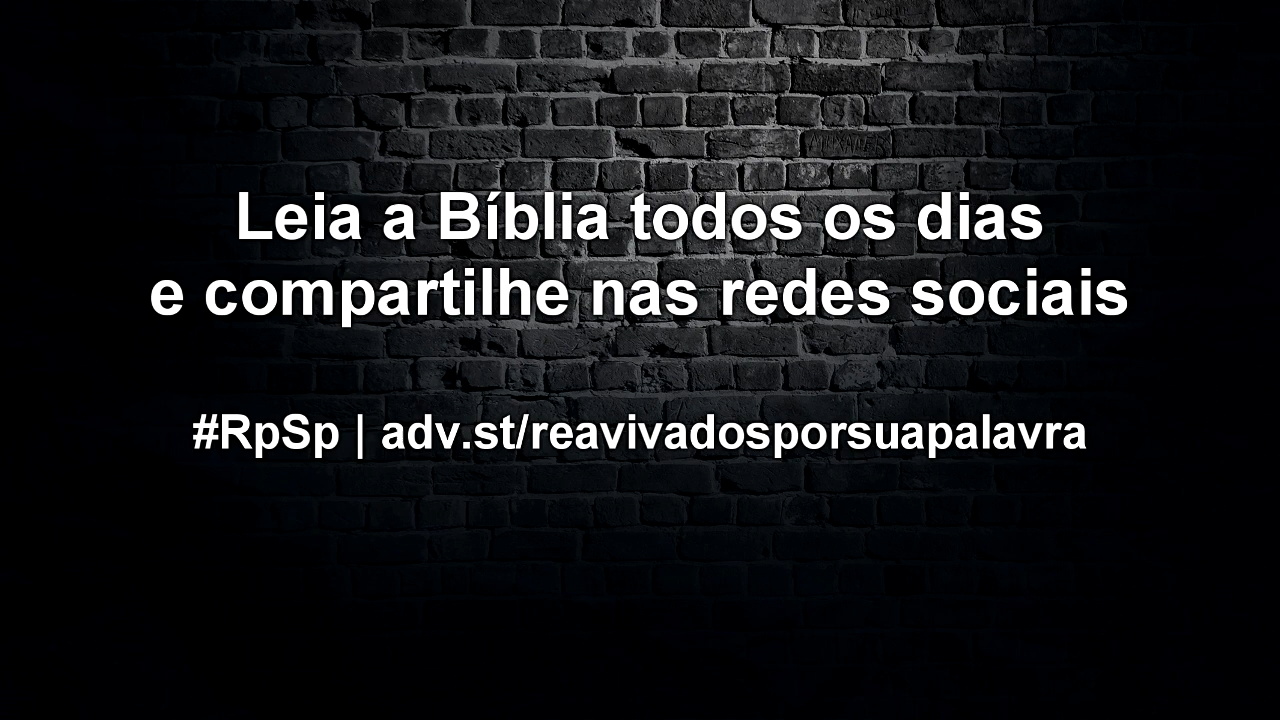 Leia a Bíblia todos os dias
e compartilhe nas redes sociais
#RpSp | adv.st/reavivadosporsuapalavra